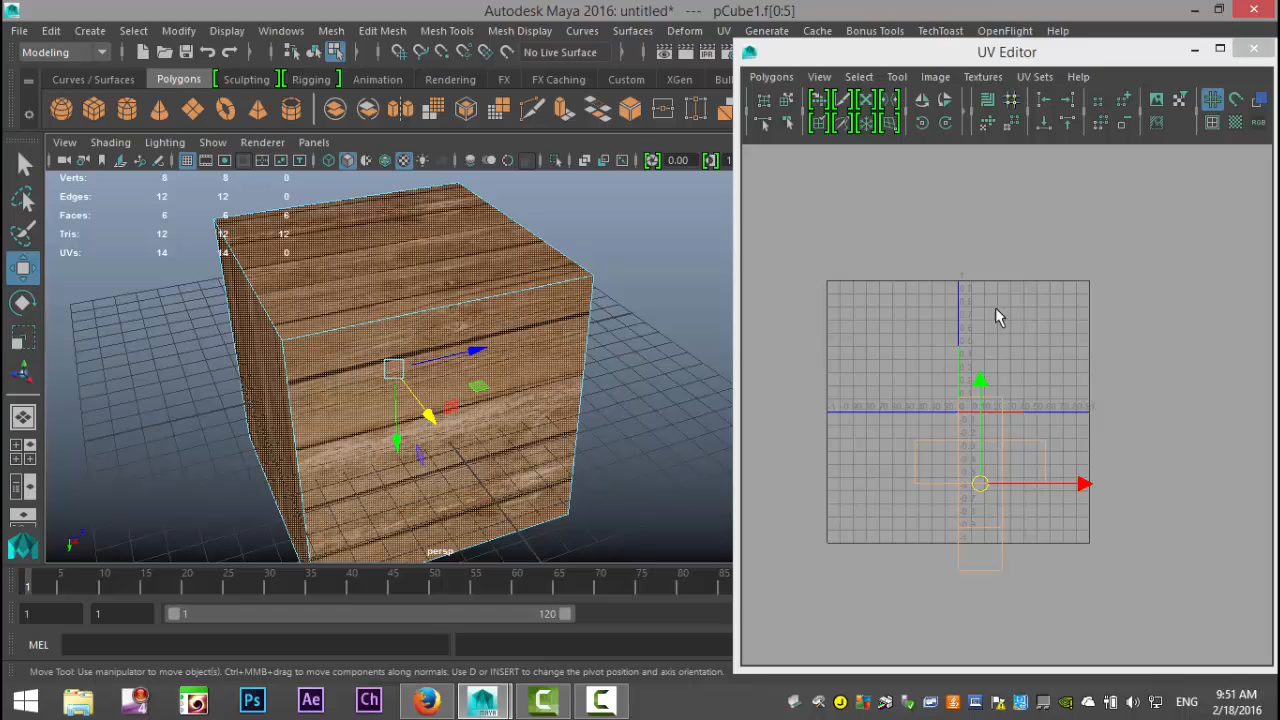 Autodesk Maya 2016: untitled* --- pCube1.f[0:5]
File Edit Create Select Modify Display Windows Mesh Edit Mesh Mesh Tools Mesh Display Curves Surfaces Deform UV Generate Cache Bonus Tools TechToast OpenFlight Help
Modeling
No Live Surface
UV Editor
Curves / Surfaces Polygons Sculpting Rigging Animation Rendering FX FX Caching Custom XGen
Polygons View Select Tool Image Textures UV Sets Help
View Shading Lighting Show Renderer Panels
0.00
RGB
Verts: 8 8 0
Edges: 12 12 0
Faces: 6 6 6
Tris: 12 12 12
UVs: 14 14 0
persp
5 10 15 20 25 30 35 40 45 50 55 60 65 70 75 80 85
1
1 1 1 120
MEL
Move Tool: Use manipulator to move object(s). Ctrl+MMB+drag to move components along normals. Use D or INSERT to change the pivot position and axis orientation.
Ps Ae Ch
MAYA
ENG
9:51 AM
2/18/2016